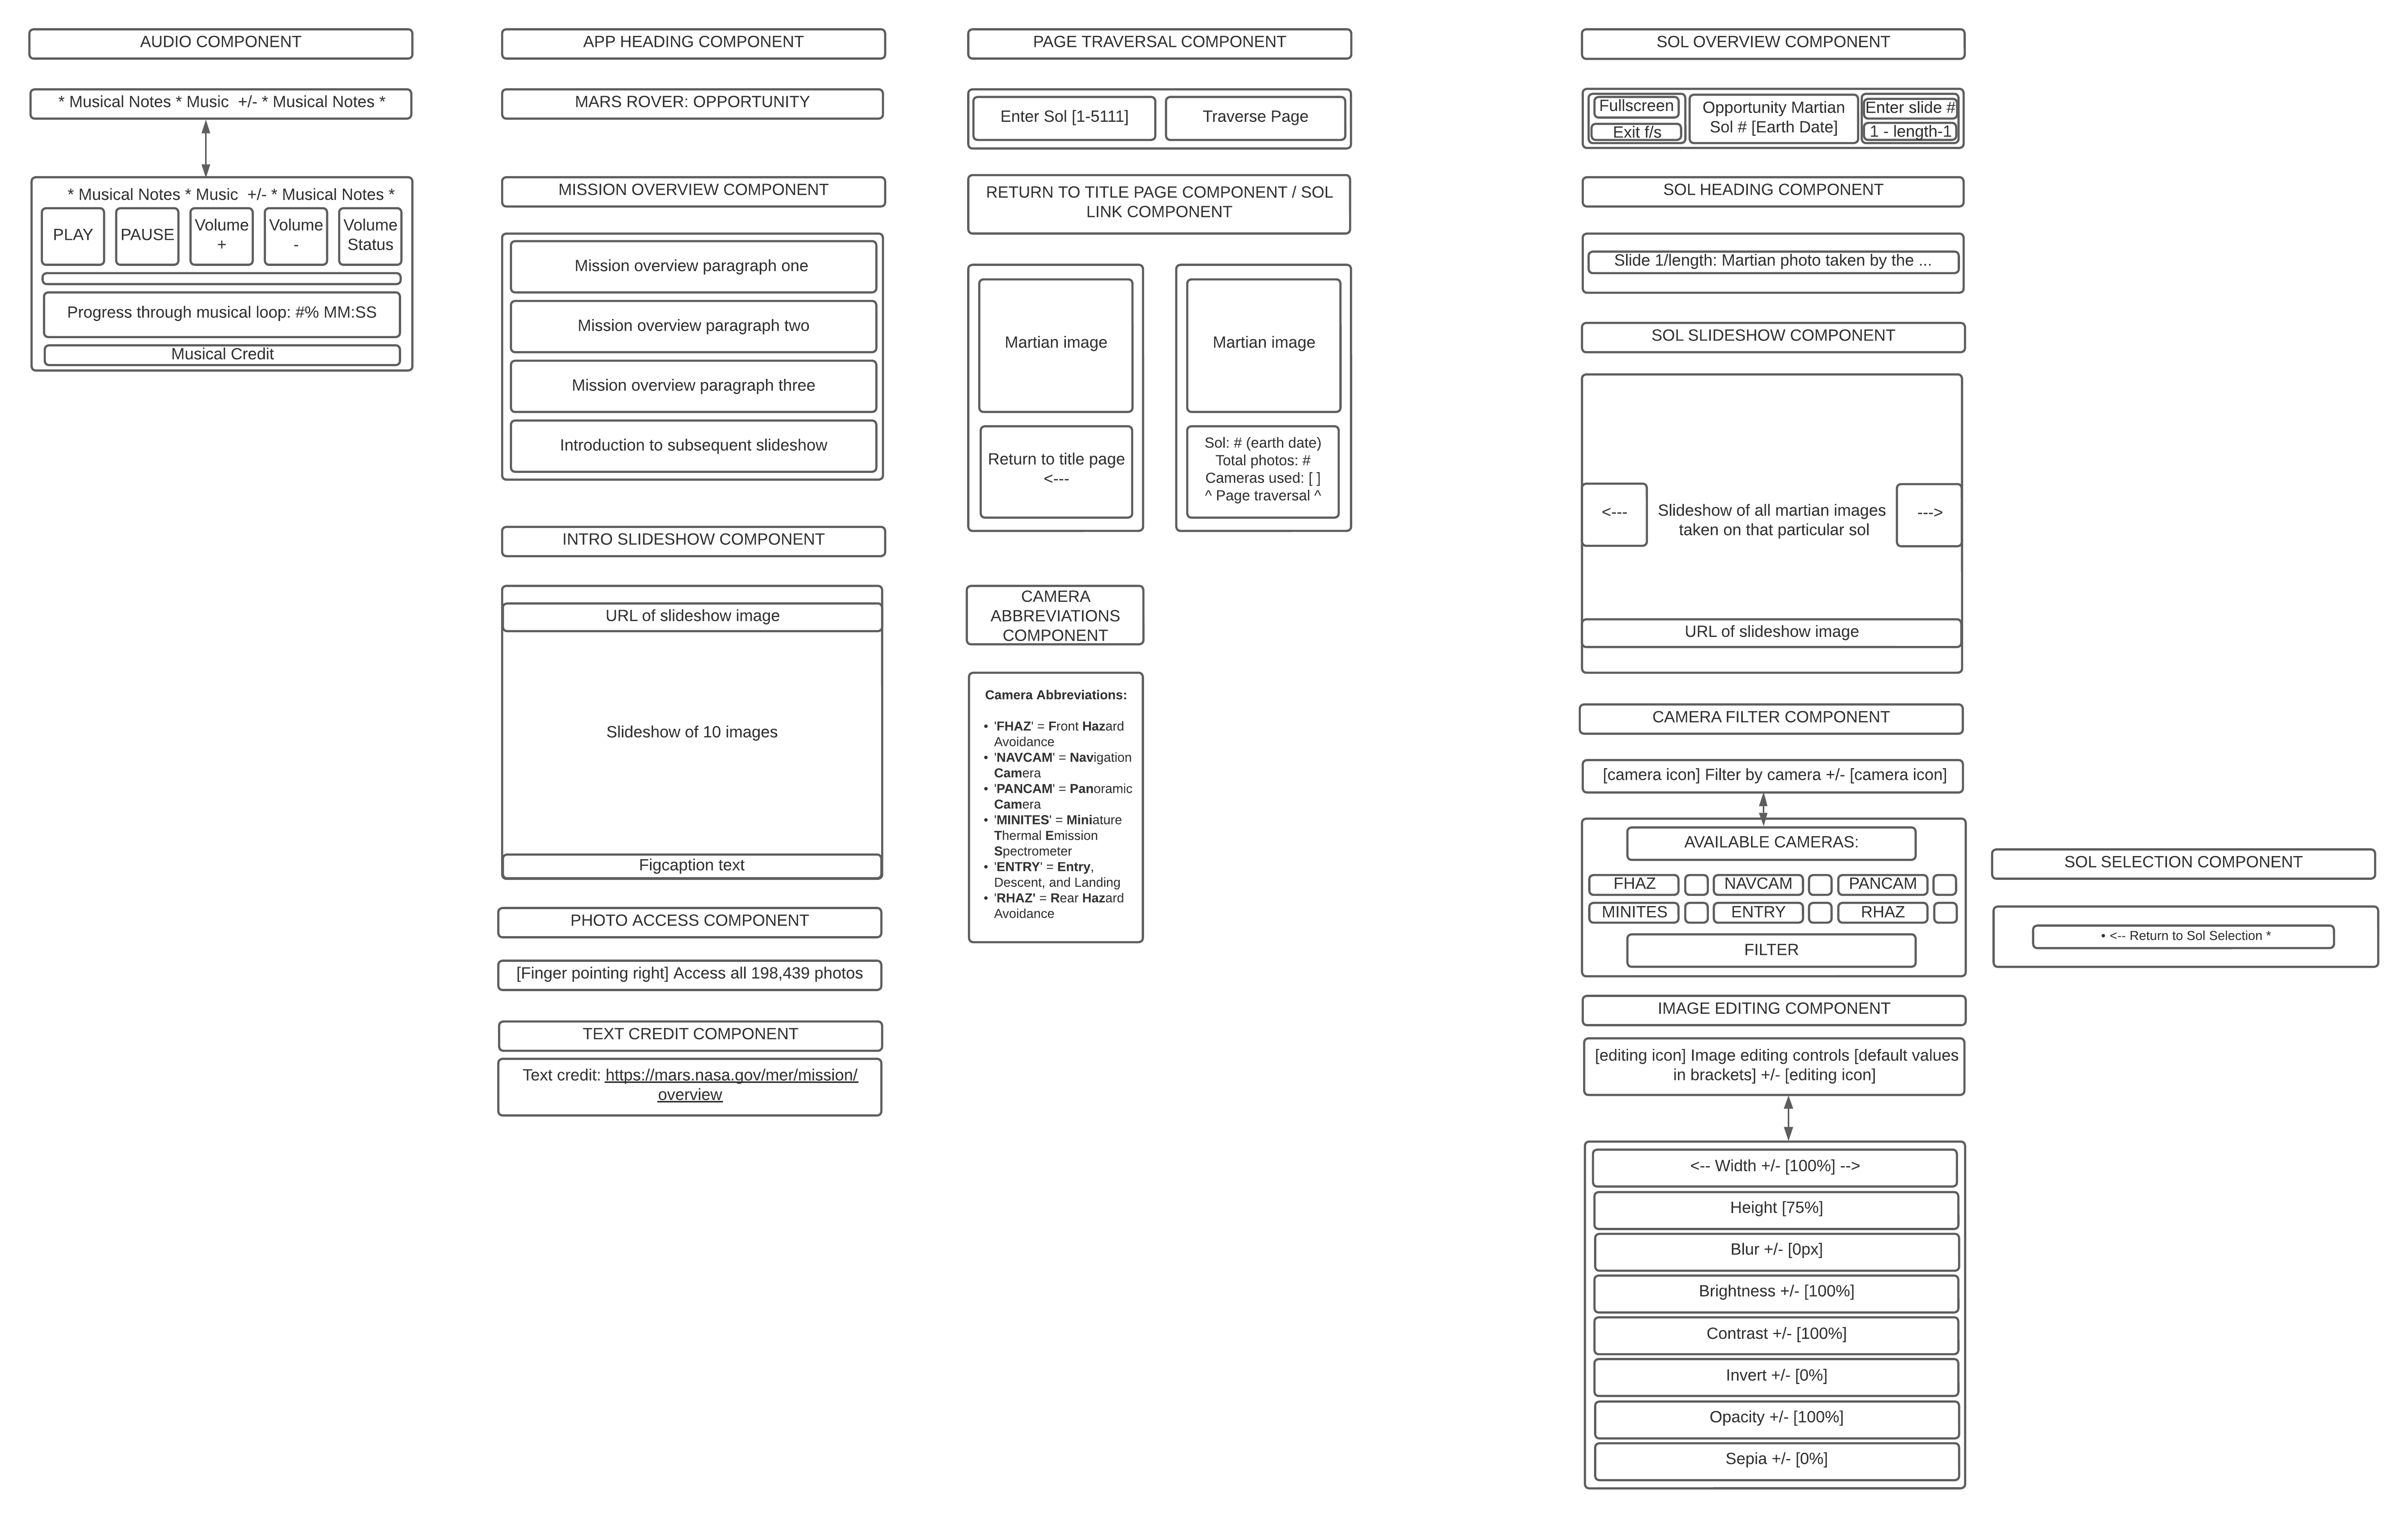 AUDIO COMPONENT
* Musical Notes * Music +/- * Musical Notes *
* Musical Notes * Music +/- * Musical Notes *
PLAY
PAUSE
Volume
+
Volume
-
Volume
Status
Progress through musical loop: #% MM:SS
Musical Credit
APP HEADING COMPONENT
MARS ROVER: OPPORTUNITY
MISSION OVERVIEW COMPONENT
Mission overview paragraph one
Mission overview paragraph two
Mission overview paragraph three
Introduction to subsequent slideshow
INTRO SLIDESHOW COMPONENT
URL of slideshow image
Slideshow of 10 images
Figcaption text
PHOTO ACCESS COMPONENT
[Finger pointing right] Access all 198,439 photos
TEXT CREDIT COMPONENT
Text credit: https://mars.nasa.gov/mer/mission/
overview
PAGE TRAVERSAL COMPONENT
Enter Sol [1-5111]
Traverse Page
RETURN TO TITLE PAGE COMPONENT / SOL
LINK COMPONENT
Martian image
Return to title page
<---
Martian image
Sol: # (earth date)
Total photos: #
Cameras used: [ ]
^ Page traversal ^
CAMERA
ABBREVIATIONS
COMPONENT
Camera Abbreviations:
• 'FHAZ' = Front Hazard
Avoidance
• 'NAVCAM' = Navigation
Camera
• 'PANCAM' = Panoramic
Camera
• 'MINITES' = Miniature
Thermal Emission
Spectrometer
• 'ENTRY' = Entry,
Descent, and Landing
• 'RHAZ' = Rear Hazard
Avoidance
SOL OVERVIEW COMPONENT
Fullscreen
Exit f/s
Opportunity Martian
Sol # [Earth Date]
Enter slide #
1 - length-1
SOL HEADING COMPONENT
Slide 1/length: Martian photo taken by the ...
SOL SLIDESHOW COMPONENT
<---
Slideshow of all martian images
taken on that particular sol
--->
URL of slideshow image
CAMERA FILTER COMPONENT
[camera icon] Filter by camera +/- [camera icon]
AVAILABLE CAMERAS:
FHAZ
NAVCAM
PANCAM
MINITES
ENTRY
RHAZ
FILTER
IMAGE EDITING COMPONENT
[editing icon] Image editing controls [default values
in brackets] +/- [editing icon]
<-- Width +/- [100%] -->
Height [75%]
Blur +/- [0px]
Brightness +/- [100%]
Contrast +/- [100%]
Invert +/- [0%]
Opacity +/- [100%]
Sepia +/- [0%]
SOL SELECTION COMPONENT
• <-- Return to Sol Selection *